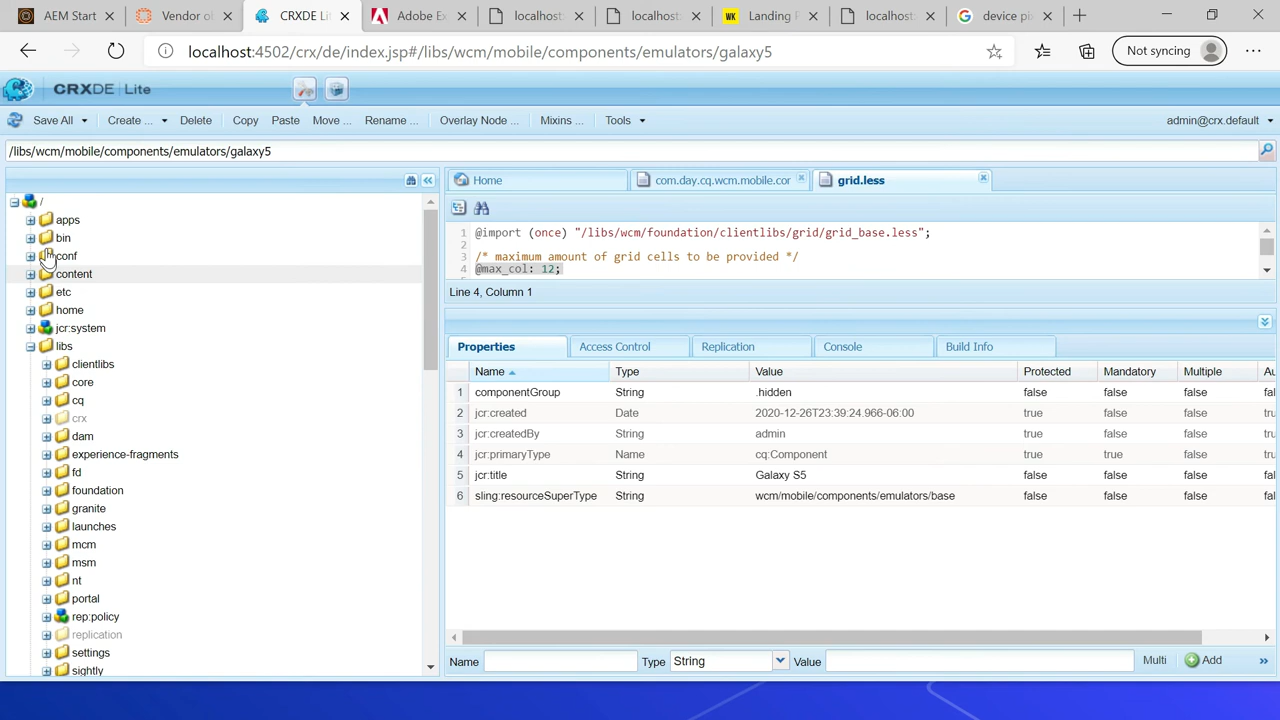 AEM Start
Vendor o
CRXDE Lit
Adobe Ex
localhost:
localhost:
WK Landing P
localhost:
device pix
localhost:4502/crx/de/index.jsp#/libs/wcm/mobile/components/emulators/galaxy5
Not syncing
CRXDE | Lite
Save All
Create ...
Delete
Copy
Paste
Move ...
Rename ...
Overlay Node ...
Mixins ...
Tools
admin@crx.default
/libs/wcm/mobile/components/emulators/galaxy5
/
apps
bin
conf
content
etc
home
jcr:system
libs
clientlibs
core
cq
crx
dam
experience-fragments
fd
foundation
granite
launches
mcm
msm
nt
portal
rep:policy
replication
settings
sightly
Home
com.day.cq.wcm.mobile.cor
grid.less
1 @import (once) "/libs/wcm/foundation/clientlibs/grid/grid_base.less";
2
3 /* maximum amount of grid cells to be provided */
4 @max_col: 12;
Line 4, Column 1
Properties
Access Control
Replication
Console
Build Info
Name Type Value Protected Mandatory Multiple Au
1 componentGroup String .hidden false false false fal
2 jcr:created Date 2020-12-26T23:39:24.966-06:00 true false false tru
3 jcr:createdBy String admin true false false tru
4 jcr:primaryType Name cq:Component true true false tru
5 jcr:title String Galaxy S5 false false false fal
6 sling:resourceSuperType String wcm/mobile/components/emulators/base false false false fal
Name
Type String
Value
Multi
Add
»